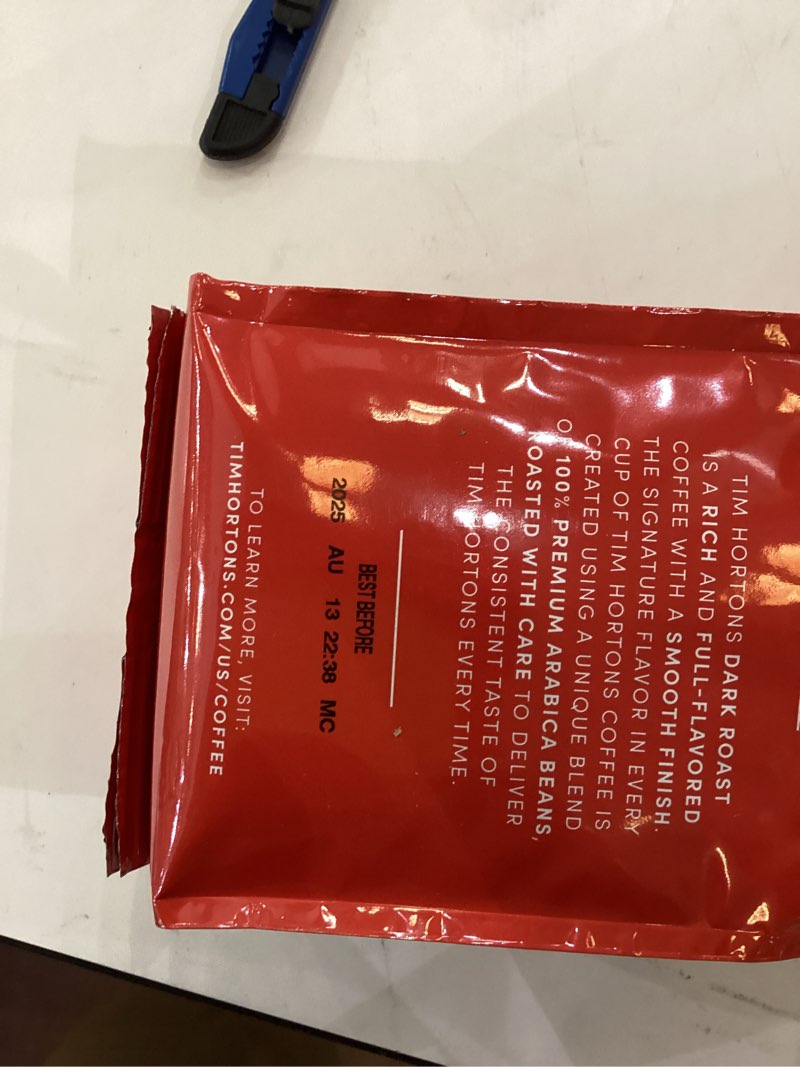 TIM HORTONS DARK ROAST
IS A RICH AND FULL-FLAVORED
COFFEE WITH A SMOOTH FINISH.
THE SIGNATURE FLAVOR IN EVERY
CUP OF TIM HORTONS COFFEE IS
CREATED USING A UNIQUE BLEND
OF 100% PREMIUM ARABICA BEANS,
ROASTED WITH CARE TO DELIVER
THE CONSISTENT TASTE OF
TIM HORTONS EVERY TIME.
BEST BEFORE
2025 AU 13 22:38 MC
TO LEARN MORE, VISIT:
TIMHORTONS.COM/US/COFFEE